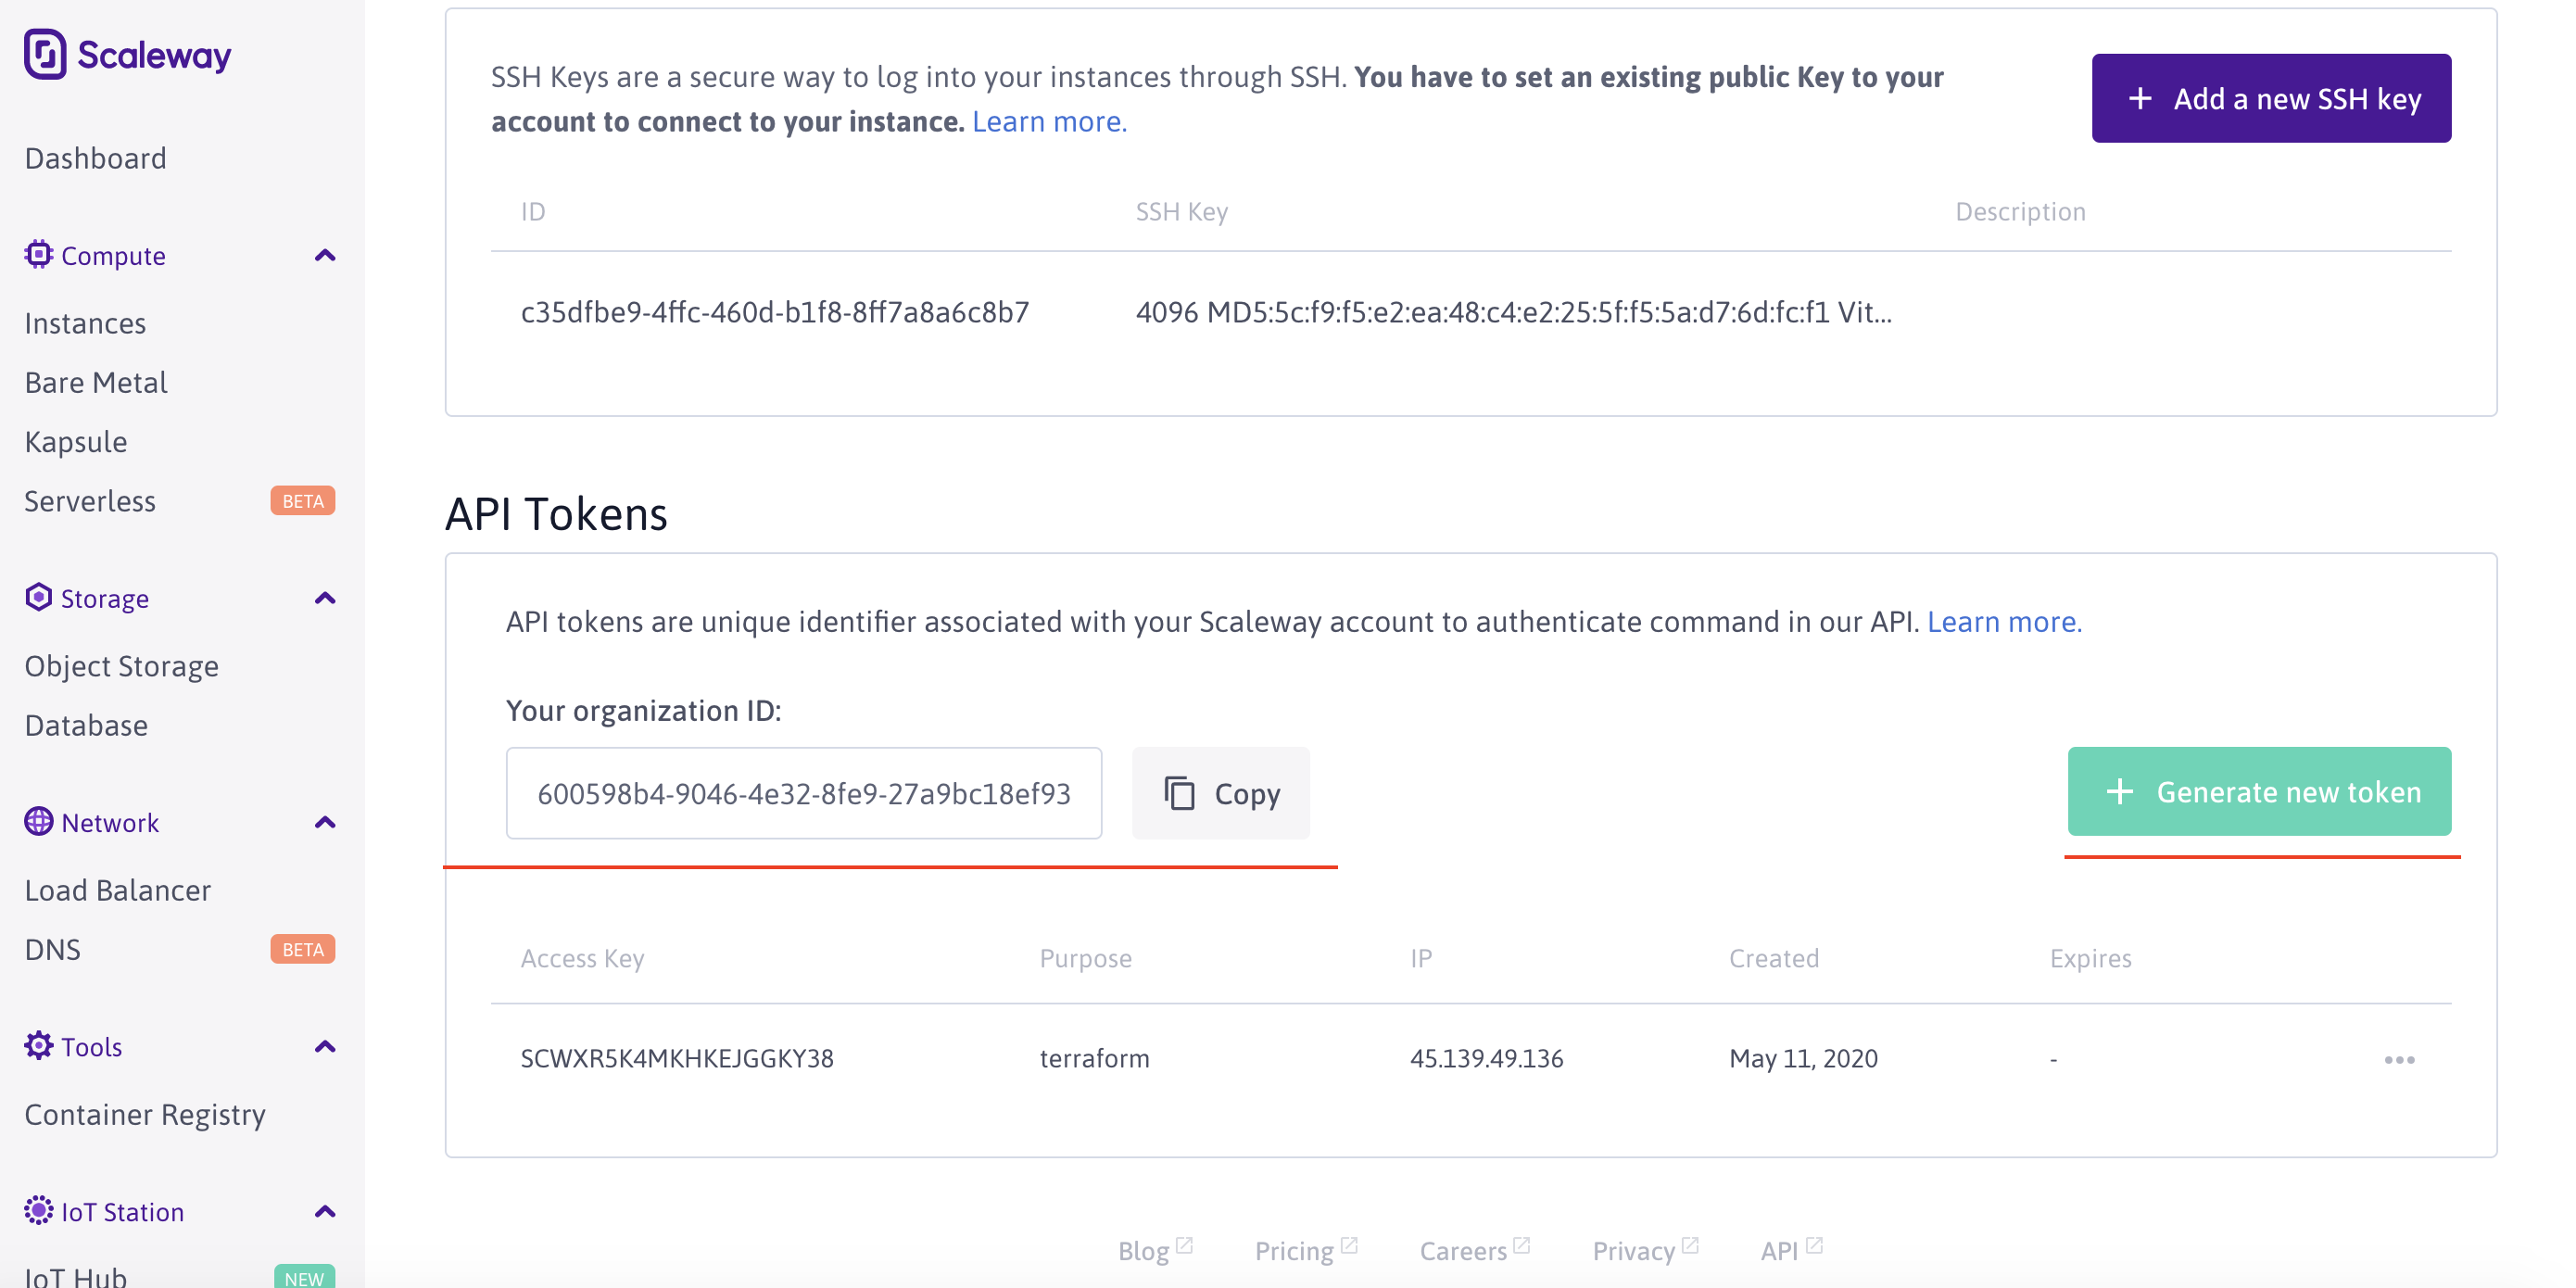 Scaleway
Dashboard
Compute
Instances
Bare Metal
Kapsule
Serverless BETA
Storage
Object Storage
Database
Network
Load Balancer
DNS BETA
Tools
Container Registry
IoT Station
IoT Hub NEW
SSH Keys are a secure way to log into your instances through SSH. You have to set an existing public Key to your
account to connect to your instance. Learn more.
+ Add a new SSH key
ID SSH Key Description
c35dfbe9-4ffc-460d-b1f8-8ff7a8a6c8b7 4096 MD5:5c:f9:f5:e2:ea:48:c4:e2:25:5f:f5:5a:d7:6d:fc:f1 Vit...
API Tokens
API tokens are unique identifier associated with your Scaleway account to authenticate command in our API. Learn more.
Your organization ID:
600598b4-9046-4e32-8fe9-27a9bc18ef93 Copy + Generate new token
Access Key Purpose IP Created Expires
SCWXR5K4MKHKEJGGKY38 terraform 45.139.49.136 May 11, 2020 -
Blog Pricing Careers Privacy API